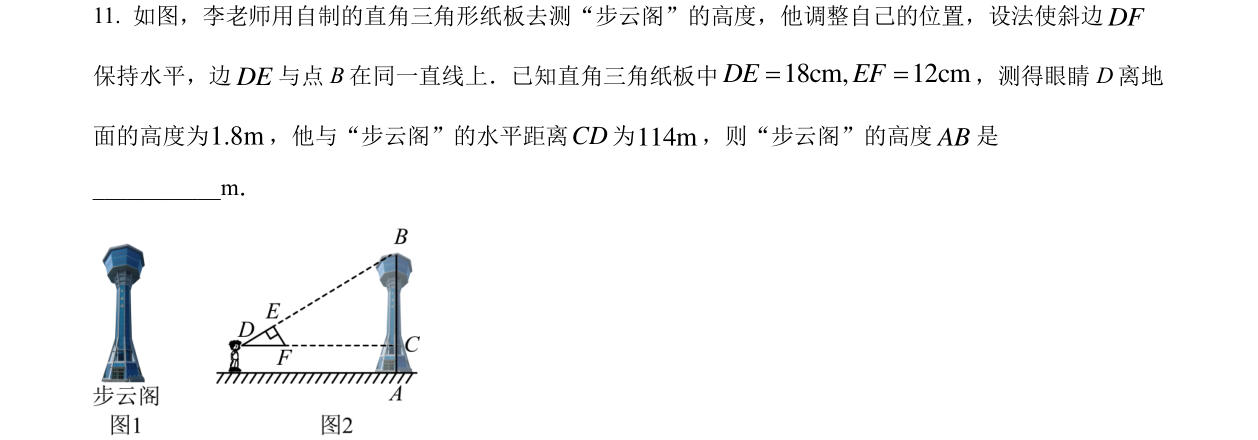 11. 如图，李老师用自制的直角三角形纸板去测“步云阁”的高度，他调整自己的位置，设法使斜边DF
保持水平，边DE与点B在同一直线上．已知直角三角纸板中DE=18cm,EF=12cm，测得眼睛D离地
面的高度为1.8m，他与“步云阁”的水平距离CD为114m，则“步云阁”的高度AB是
___________m．
B
E
D
F
C
A
步云阁
图1
图2